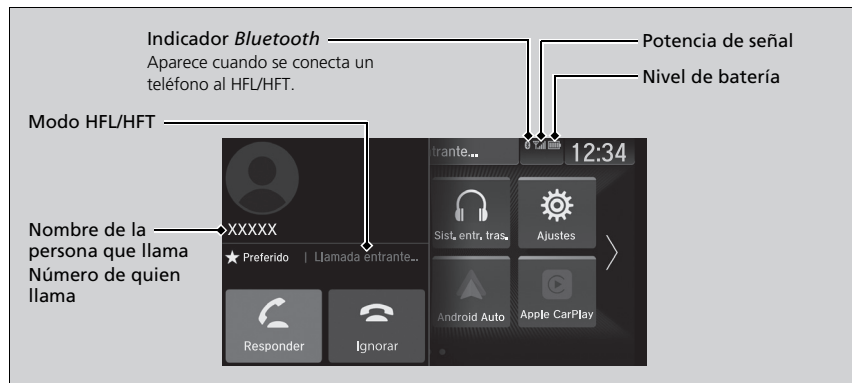 Indicador Bluetooth
Aparece cuando se conecta un
teléfono al HFL/HFT.
Potencia de señal
Nivel de batería
Modo HFL/HFT
trante...
12:34
Nombre de la
persona que llama
Número de quien
llama
XXXXX
Preferido | Llamada entrante...
Sist. entr. tras.
Ajustes
Android Auto
Apple CarPlay
Responder
Ignorar